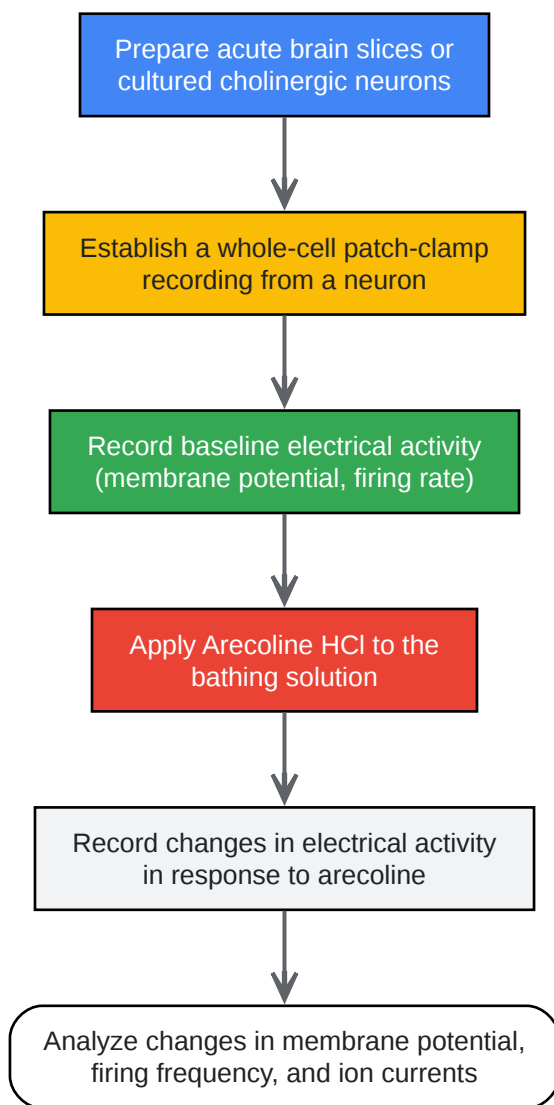 Prepare acute brain slices or
cultured cholinergic neurons
Establish a whole-cell patch-clamp
recording from a neuron
Record baseline electrical activity
(membrane potential, firing rate)
Apply Arecoline HCl to the
bathing solution
Record changes in electrical activity
in response to arecoline
Analyze changes in membrane potential,
firing frequency, and ion currents